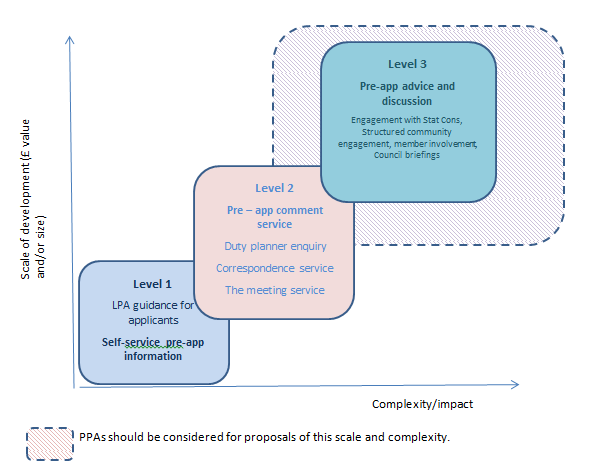 Level 3
Pre-app advice and
discussion
Engagement with Stat Cons,
Structured community
engagement, member involvement,
Council briefings
Level 2
Pre – app comment
service
Duty planner enquiry
Correspondence service
The meeting service
Level 1
LPA guidance for
applicants
Self-service pre-app
information
Scale of development (£ value
and/or size)
Complexity/impact
PPAs should be considered for proposals of this scale and complexity.